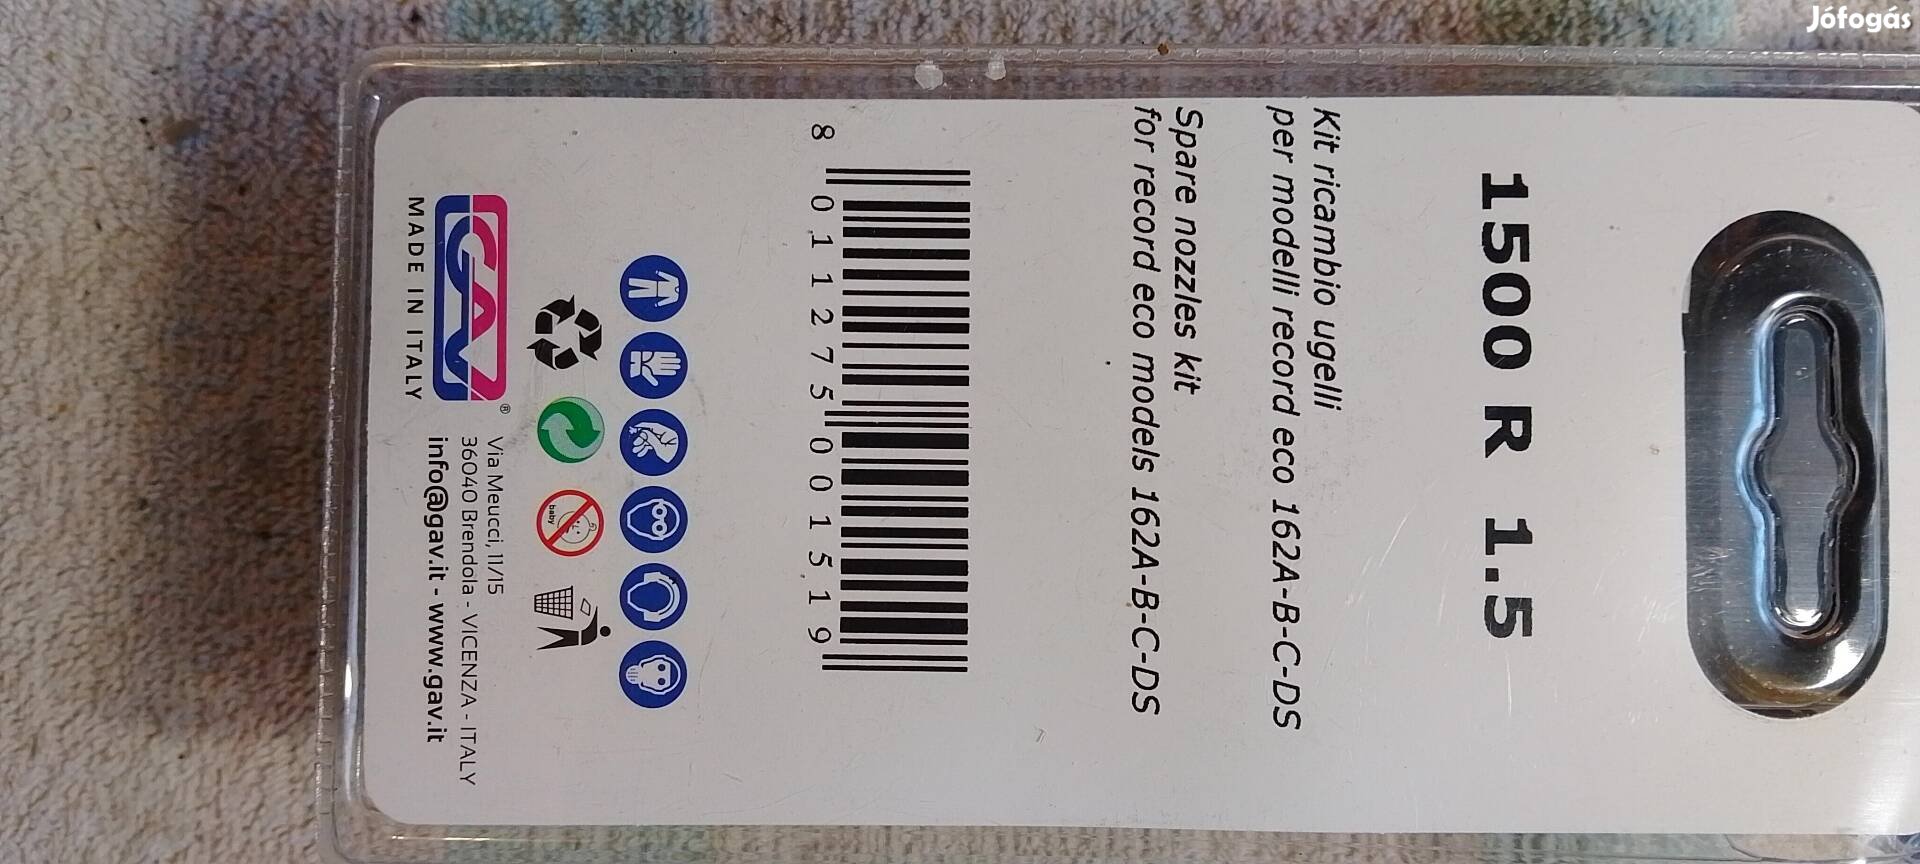 Jófogás
1500 R 1.5
Kit ricambio ugelli
per modelli record eco 162A-B-C-DS
Spare nozzles kit
for record eco models 162A-B-C-DS
8 011275 001519
baby
GAV®
MADE IN ITALY
Via Meucci, 11/15
36040 Brendola - VICENZA - ITALY
info@gav.it - www.gav.it